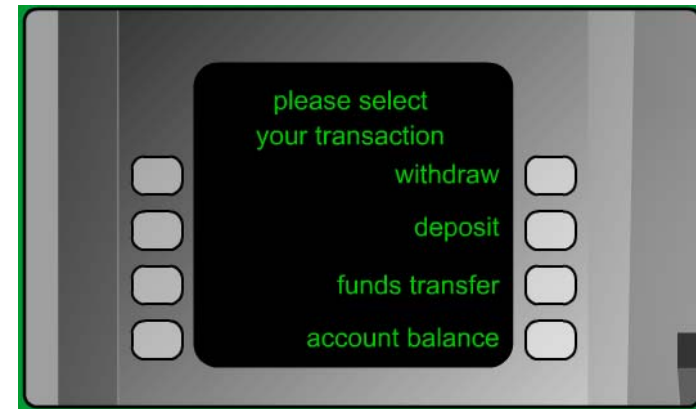 please select
your transaction
withdraw
deposit
funds transfer
account balance